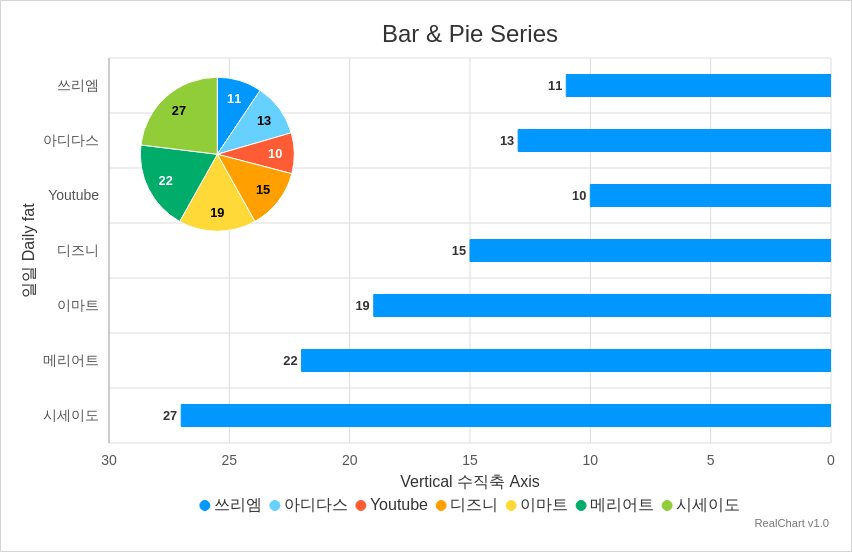 Bar & Pie Series
쓰리엠
아디다스
Youtube
디즈니
이마트
메리어트
시세이도
일일 Daily fat
11
13
10
15
19
22
27
11
13
10
15
19
22
27
30 25 20 15 10 5 0
Vertical 수직축 Axis
쓰리엠 아디다스 Youtube 디즈니 이마트 메리어트 시세이도
RealChart v1.0